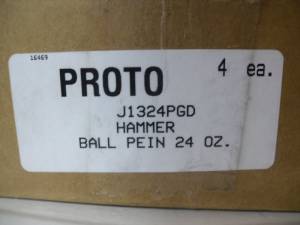 16469
PROTO 4 ea.
J1324PGD
HAMMER
BALL PEIN 24 OZ.